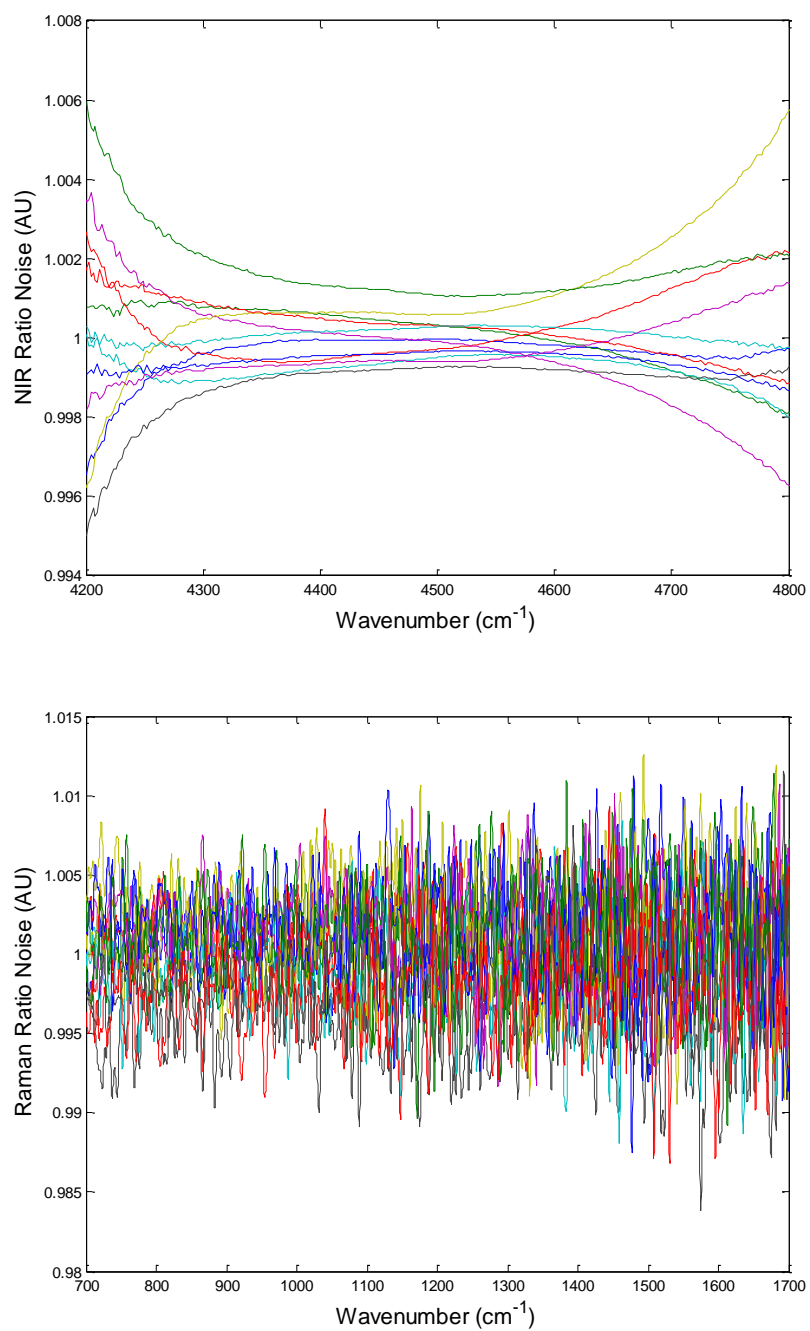 1.008
1.006
1.004
1.002
1
0.998
0.996
0.994
NIR Ratio Noise (AU)
4200 4300 4400 4500 4600 4700 4800
Wavenumber (cm⁻¹)
1.015
1.01
1.005
1
0.995
0.99
0.985
0.98
Raman Ratio Noise (AU)
700 800 900 1000 1100 1200 1300 1400 1500 1600 1700
Wavenumber (cm⁻¹)